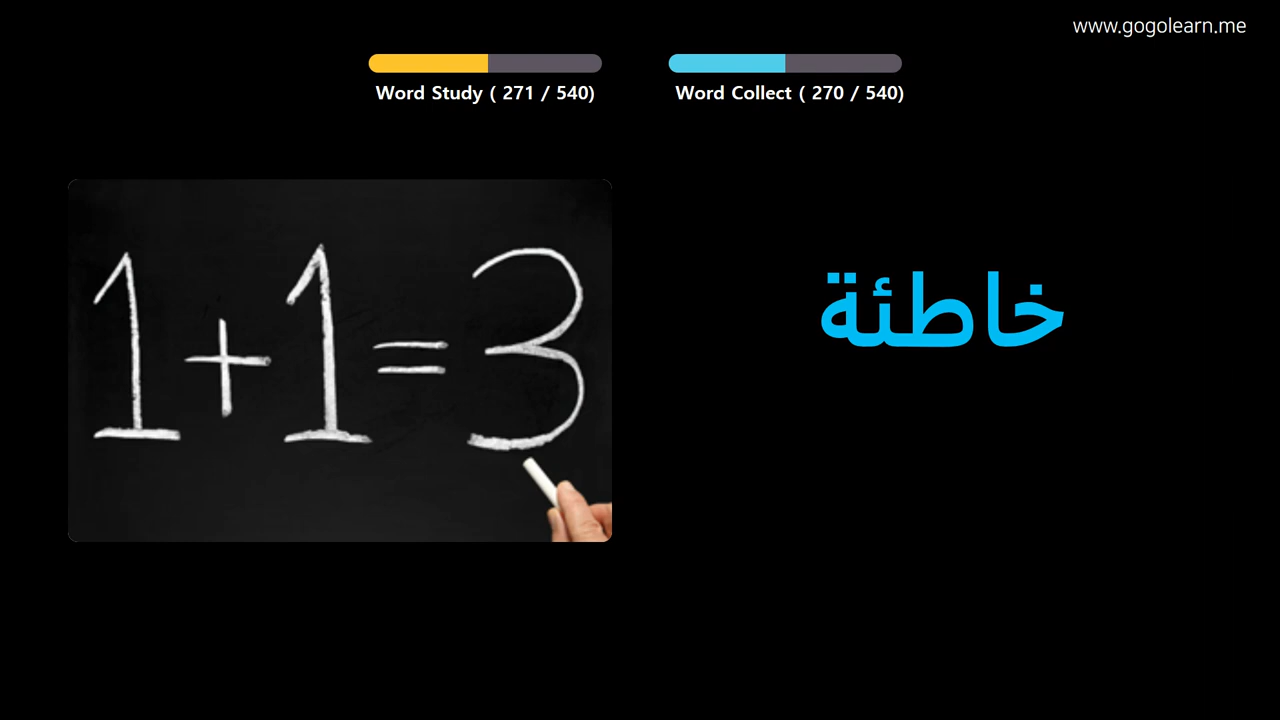 www.gogolearn.me
Word Study ( 271 / 540)
Word Collect ( 270 / 540)
1+1=3
خاطئة